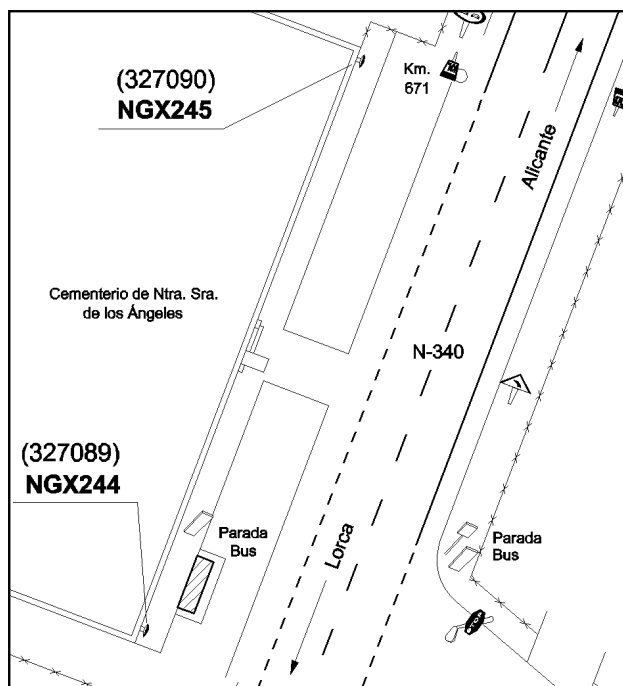 (327090)
NGX245
Km.
671
Alicante
Cementerio de Ntra. Sra.
de los Ángeles
N-340
(327089)
NGX244
Parada
Bus
Lorca
Parada
Bus